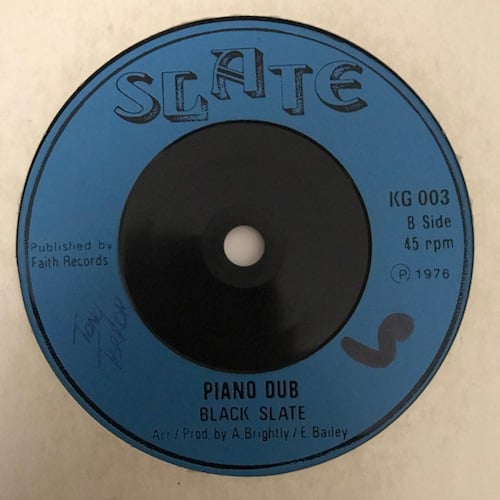 SLATE
KG 003
B Side
45 rpm
Published by
Faith Records
℗ 1976
Tony
PIANO DUB
BLACK SLATE
Arr / Prod by A. Brightly / E. Bailey